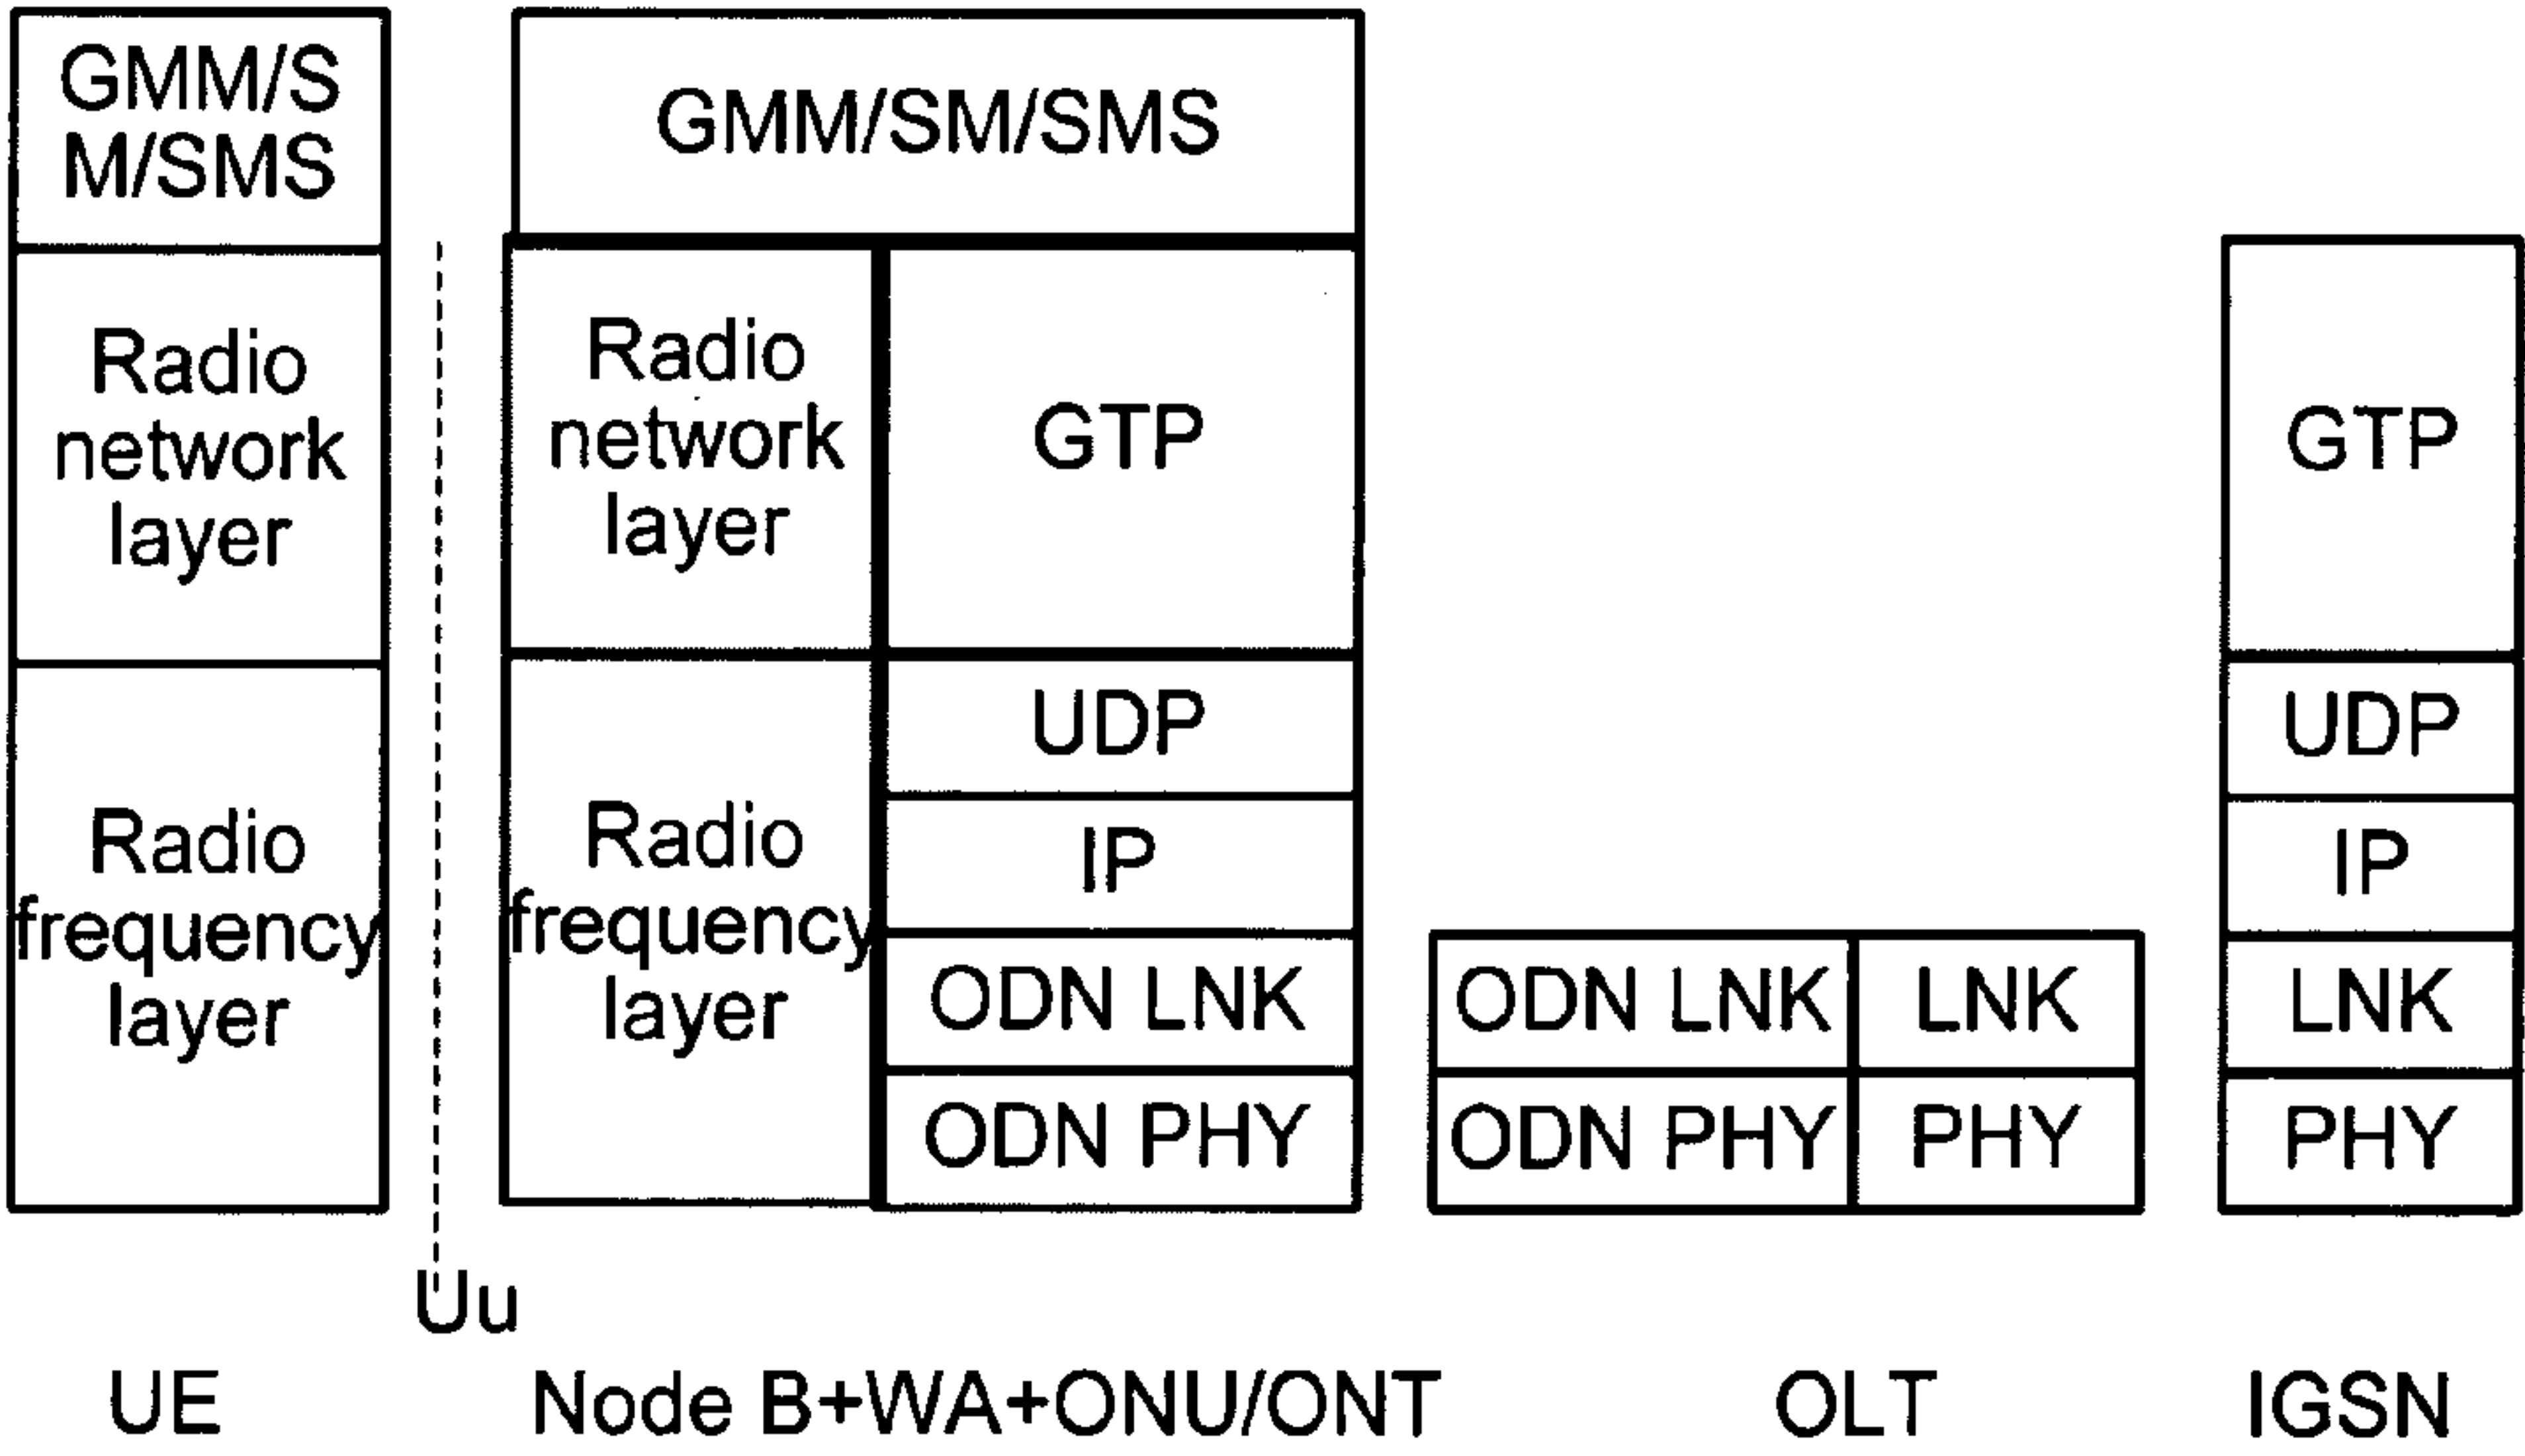 GMM/S
M/SMS
Radio
network
layer
Radio
frequency
layer
Uu
GMM/SM/SMS
Radio
network
layer
GTP
Radio
frequency
layer
UDP
IP
ODN LNK
ODN PHY
ODN LNK
LNK
ODN PHY
PHY
GTP
UDP
IP
LNK
PHY
UE
Node B+WA+ONU/ONT
OLT
IGSN